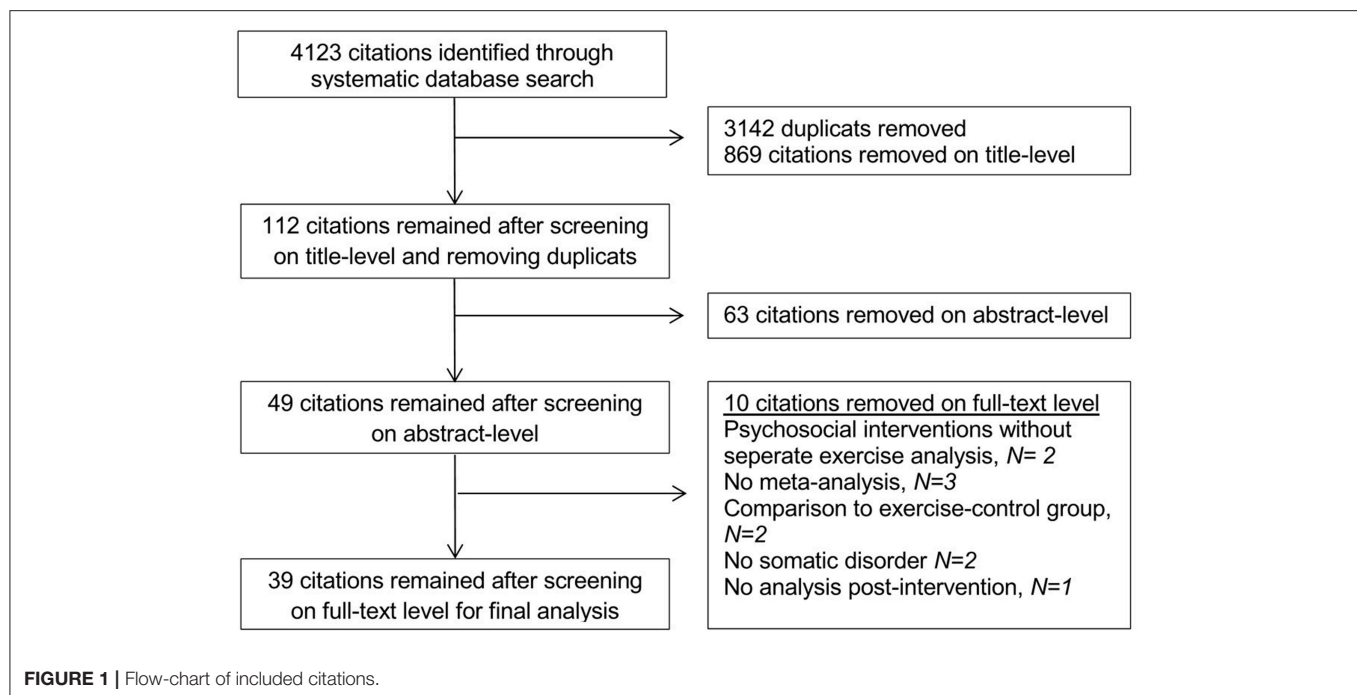 4123 citations identified through
systematic database search
3142 duplicats removed
869 citations removed on title-level
112 citations remained after screening
on title-level and removing duplicats
63 citations removed on abstract-level
49 citations remained after screening
on abstract-level
10 citations removed on full-text level
Psychosocial interventions without
seperate exercise analysis, N= 2
No meta-analysis, N=3
Comparison to exercise-control group,
N=2
No somatic disorder N=2
No analysis post-intervention, N=1
39 citations remained after screening
on full-text level for final analysis
FIGURE 1 | Flow-chart of included citations.